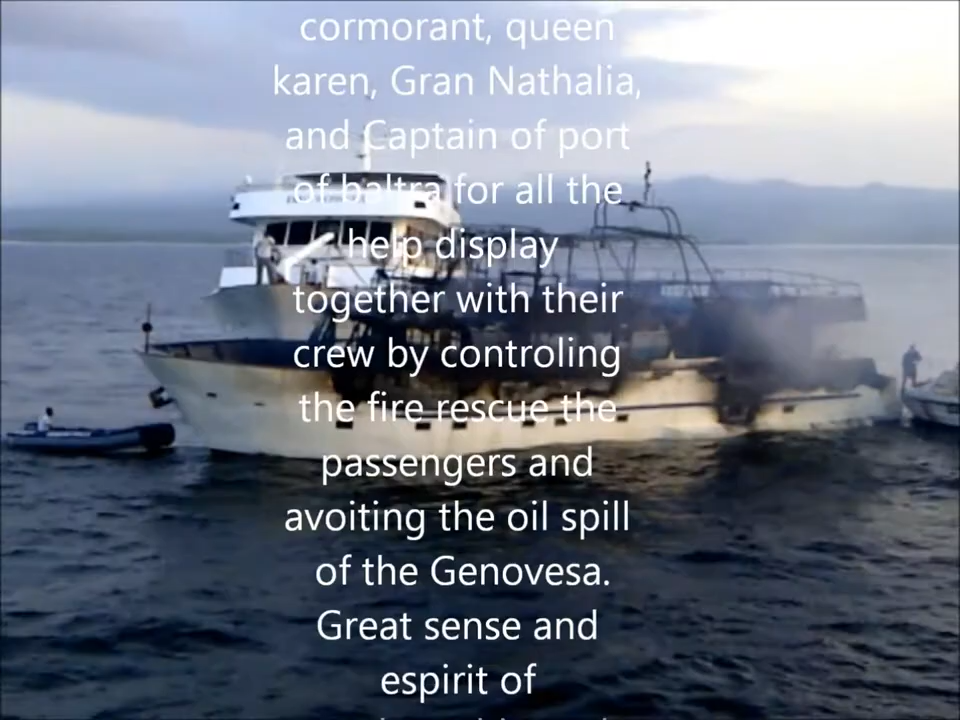 cormorant, queen
karen, Gran Nathalia,
and Captain of port
of baltra for all the
help display
together with their
crew by controling
the fire rescue the
passengers and
avoiting the oil spill
of the Genovesa.
Great sense and
espirit of